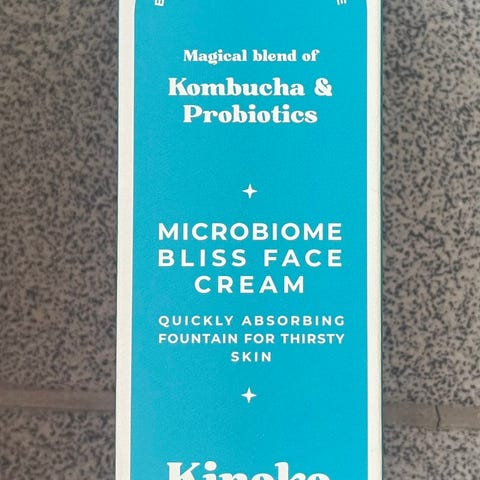 Magical blend of
Kombucha &
Probiotics
MICROBIOME
BLISS FACE
CREAM
QUICKLY ABSORBING
FOUNTAIN FOR THIRSTY
SKIN